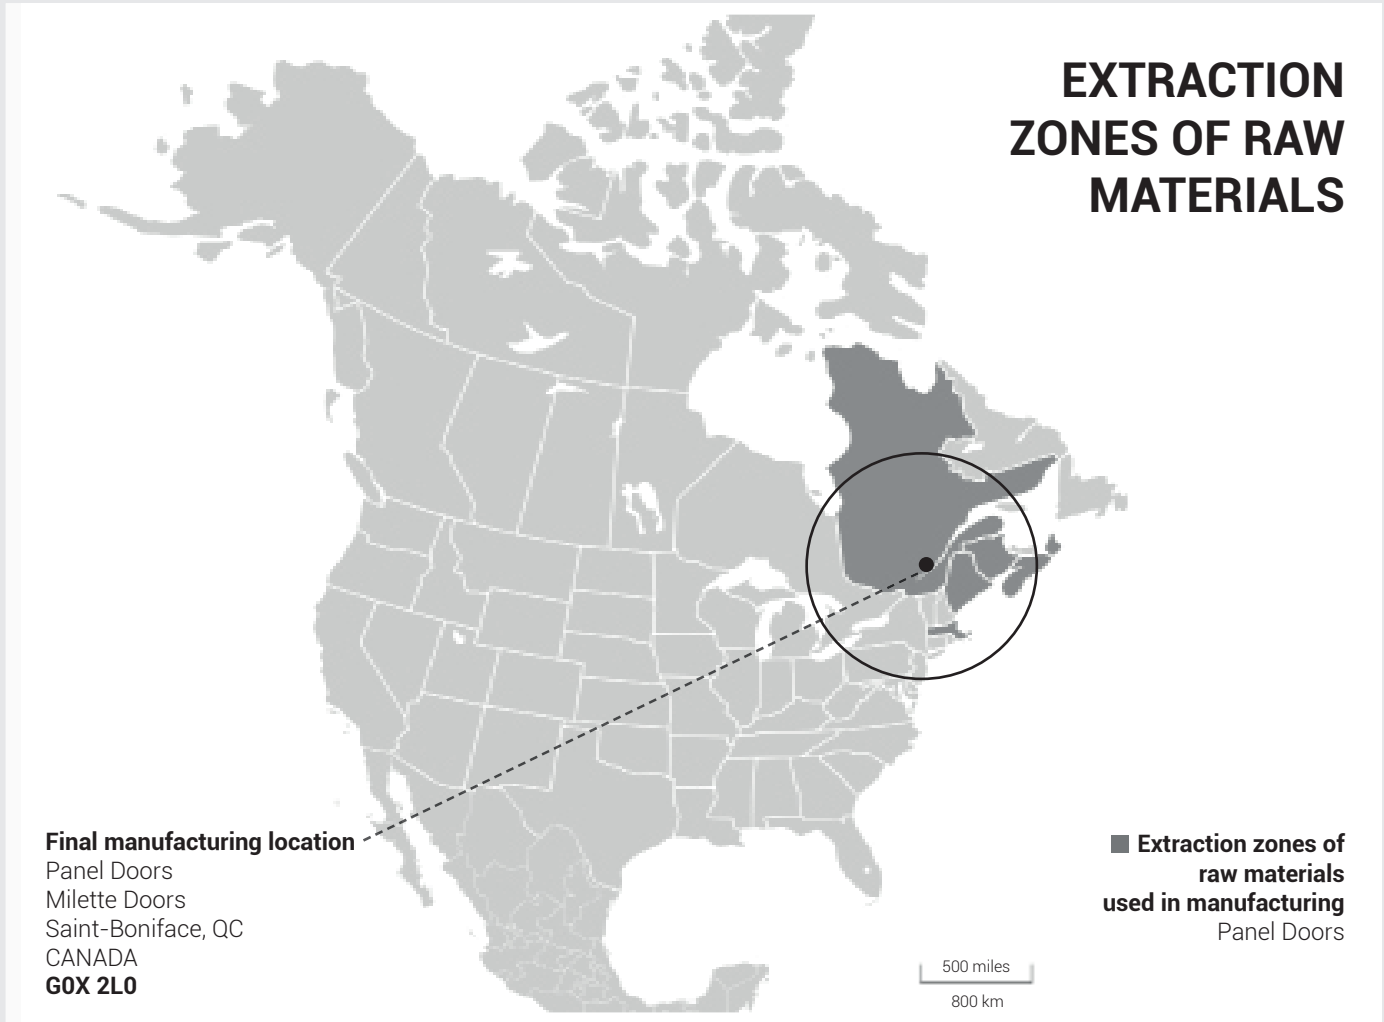 EXTRACTION
ZONES OF RAW
MATERIALS
Final manufacturing location
Panel Doors
Milette Doors
Saint-Boniface, QC
CANADA
G0X 2L0
Extraction zones of
raw materials
used in manufacturing
Panel Doors
500 miles
800 km